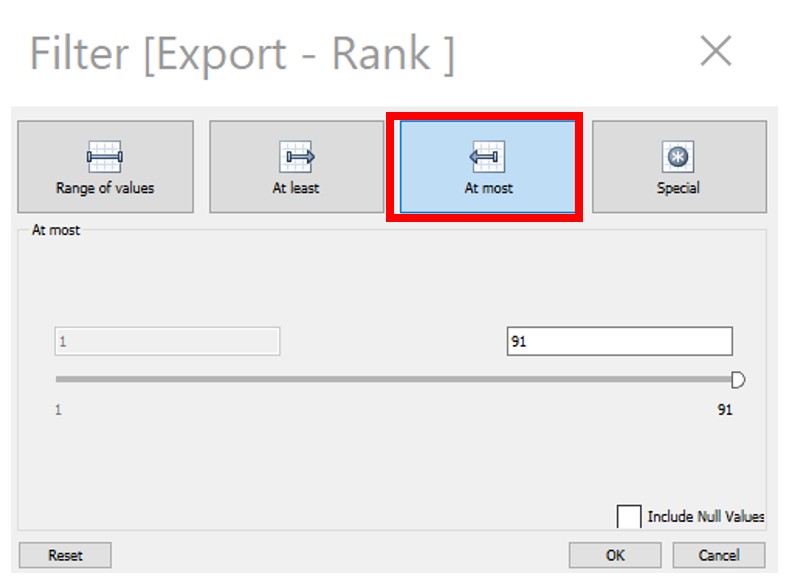 Filter [Export - Rank ]
Range of values
At least
At most
Special
At most
1
91
1
91
Include Null Values
Reset
OK
Cancel